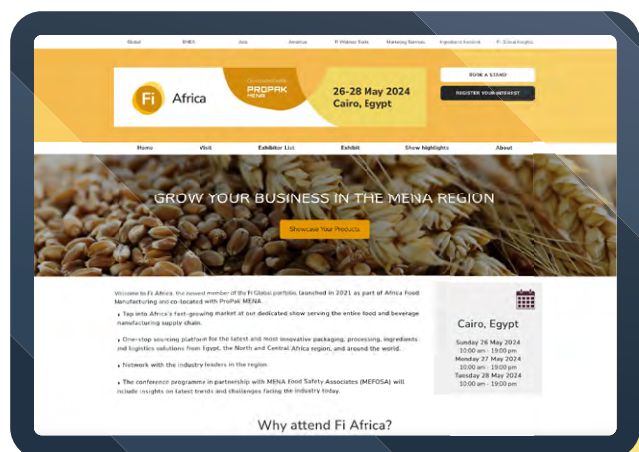 Global EMEA Asia Americas Fi Webinar Series Marketing Services Ingredients Network Fi Global Insights
Fi Africa
Co-located with
PROPAK
MENA
26-28 May 2024
Cairo, Egypt
BOOK A STAND
REGISTER YOUR INTEREST
Home Visit Exhibitor List Exhibit Show highlights About
GROW YOUR BUSINESS IN THE MENA REGION
Showcase Your Products
Welcome to Fi Africa, the newest member of the Fi Global portfolio, launched in 2021 as part of Africa Food
Manufacturing and co-located with ProPak MENA.
• Tap into Africa's fast-growing market at our dedicated show serving the entire food and beverage
manufacturing supply chain.
• One-stop sourcing platform for the latest and most innovative packaging, processing, ingredients
and logistics solutions from Egypt, the North and Central Africa region, and around the world.
• Network with the industry leaders in the region.
• The conference programme in partnership with MENA Food Safety Associates (MEFOSA) will
include insights on latest trends and challenges facing the industry today.
Cairo, Egypt
Sunday 26 May 2024
10:00 am - 19:00 pm
Monday 27 May 2024
10:00 am - 19:00 pm
Tuesday 28 May 2024
10:00 am - 19:00 pm
Why attend Fi Africa?